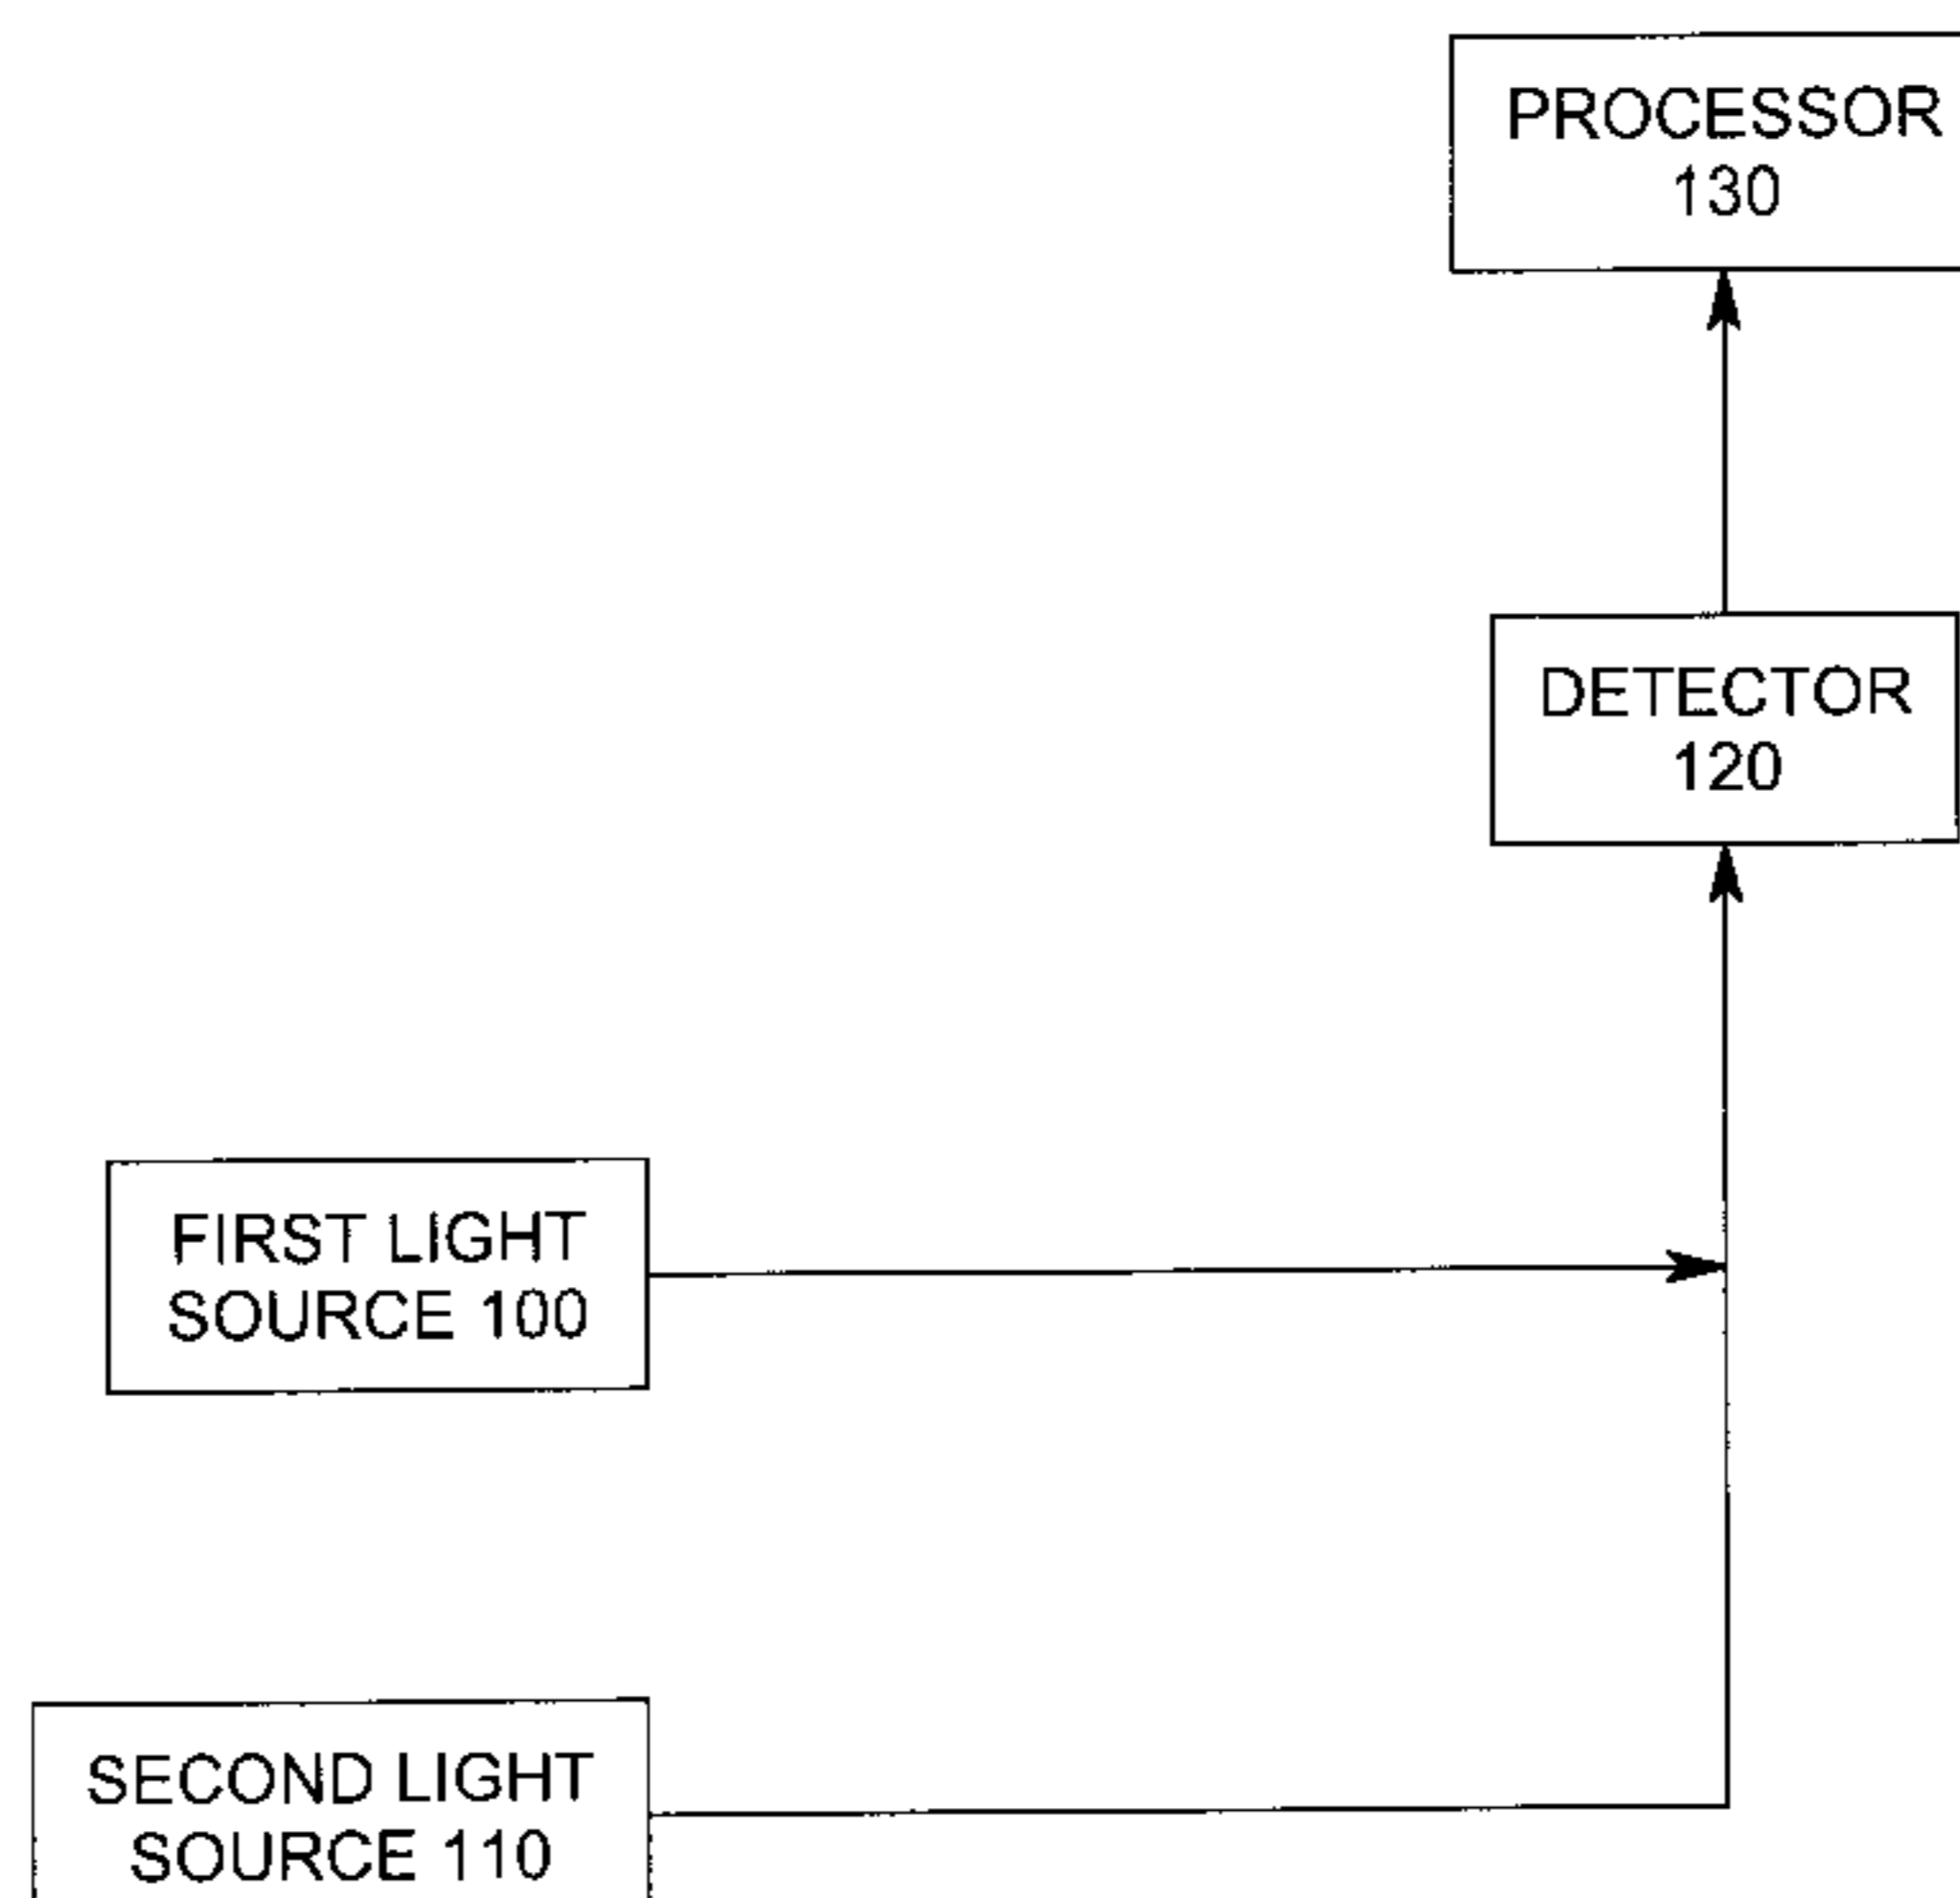 PROCESSOR
130
DETECTOR
120
FIRST LIGHT
SOURCE 100
SECOND LIGHT
SOURCE 110